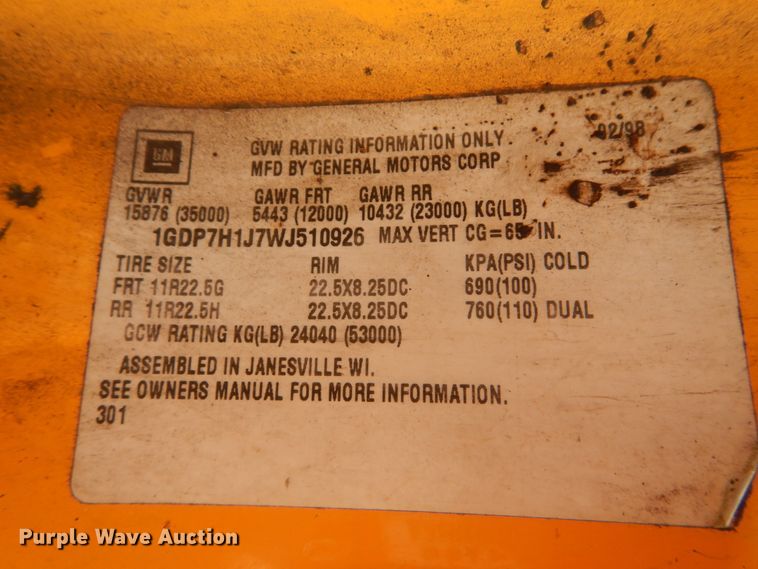 GM
GVW RATING INFORMATION ONLY. 02/98
MFD BY GENERAL MOTORS CORP
GVWR GAWR FRT GAWR RR
15876 (35000) 5443 (12000) 10432 (23000) KG(LB)
1GDP7H1J7WJ510926 MAX VERT CG=65 IN.
TIRE SIZE RIM KPA(PSI) COLD
FRT 11R22.5G 22.5X8.25DC 690(100)
RR 11R22.5H 22.5X8.25DC 760(110) DUAL
GCW RATING KG(LB) 24040 (53000)
ASSEMBLED IN JANESVILLE WI.
SEE OWNERS MANUAL FOR MORE INFORMATION.
301
Purple Wave Auction